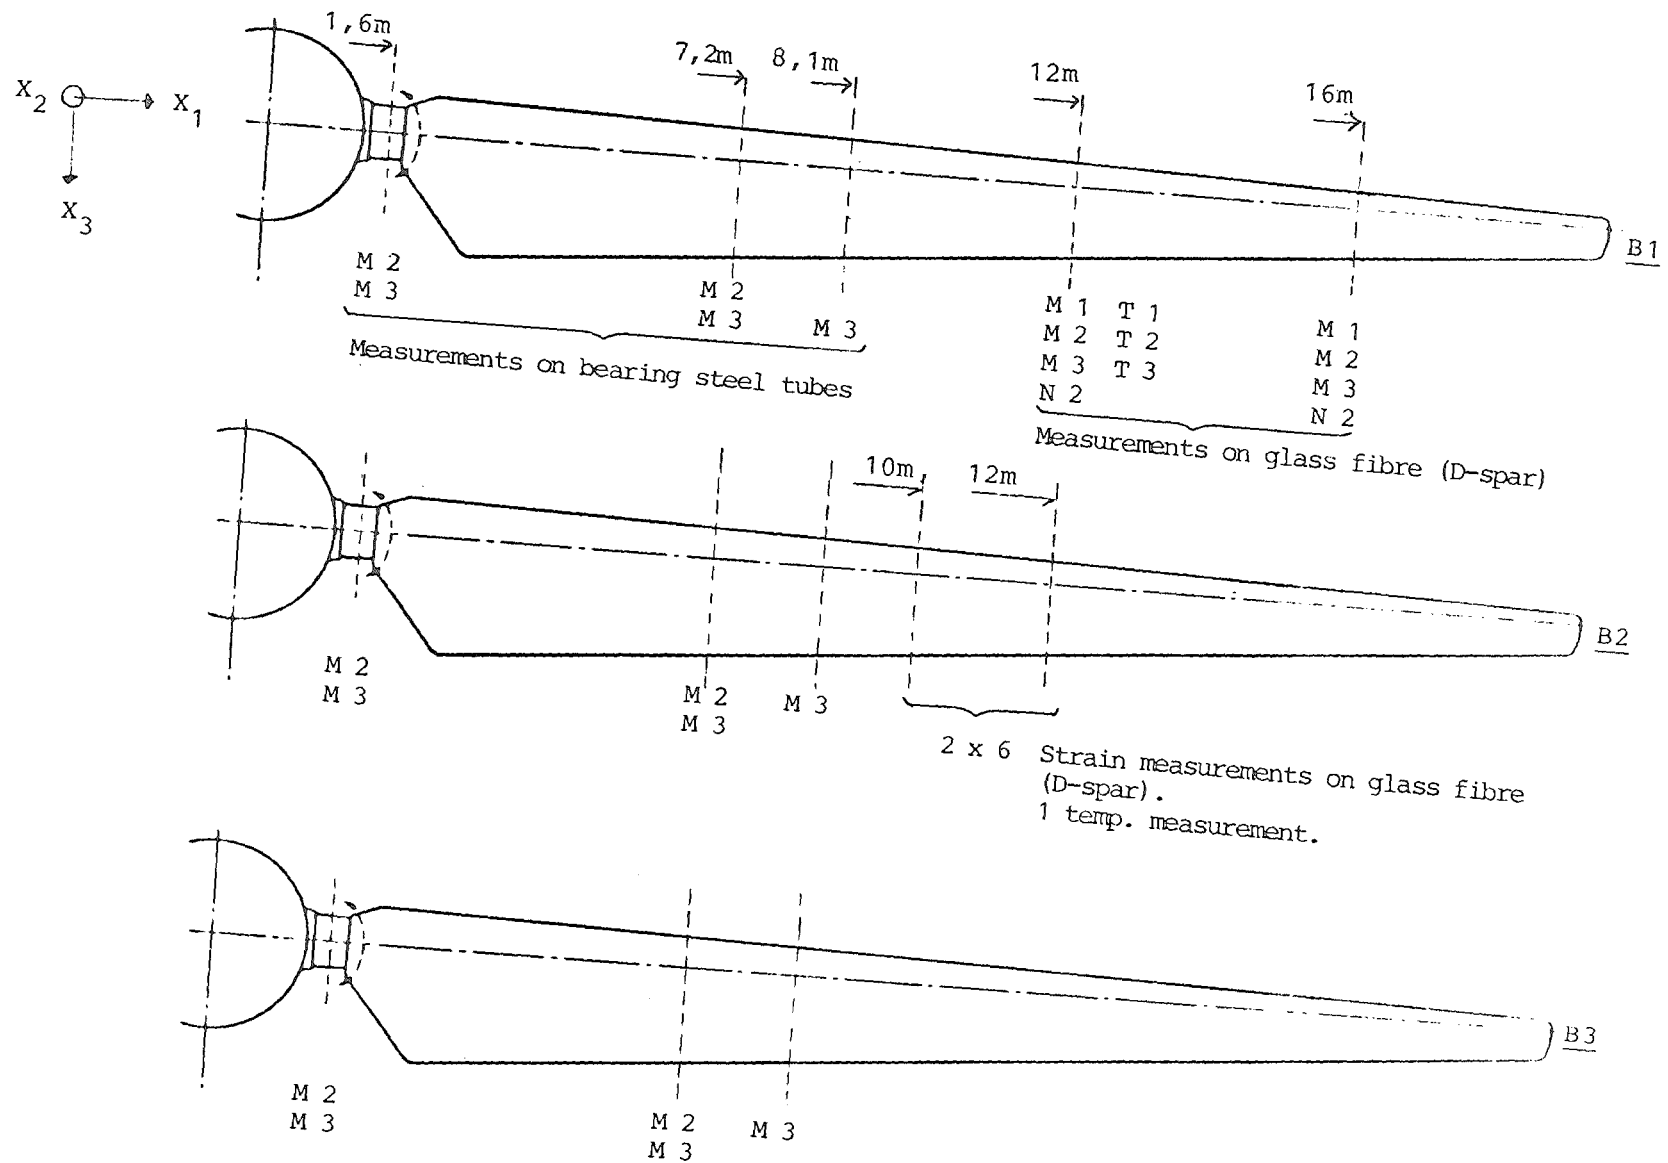 1,6m
7,2m
8,1m
12m
16m
X2
X1
X3
B1
M 2
M 3
M 2
M 3
M 3
M 1 T 1
M 2 T 2
M 3 T 3
N 2
M 1
M 2
M 3
N 2
Measurements on bearing steel tubes
Measurements on glass fibre (D-spar)
10m
12m
B2
M 2
M 3
M 2
M 3
M 3
2 x 6 Strain measurements on glass fibre
(D-spar).
1 temp. measurement.
B3
M 2
M 3
M 2
M 3
M 3